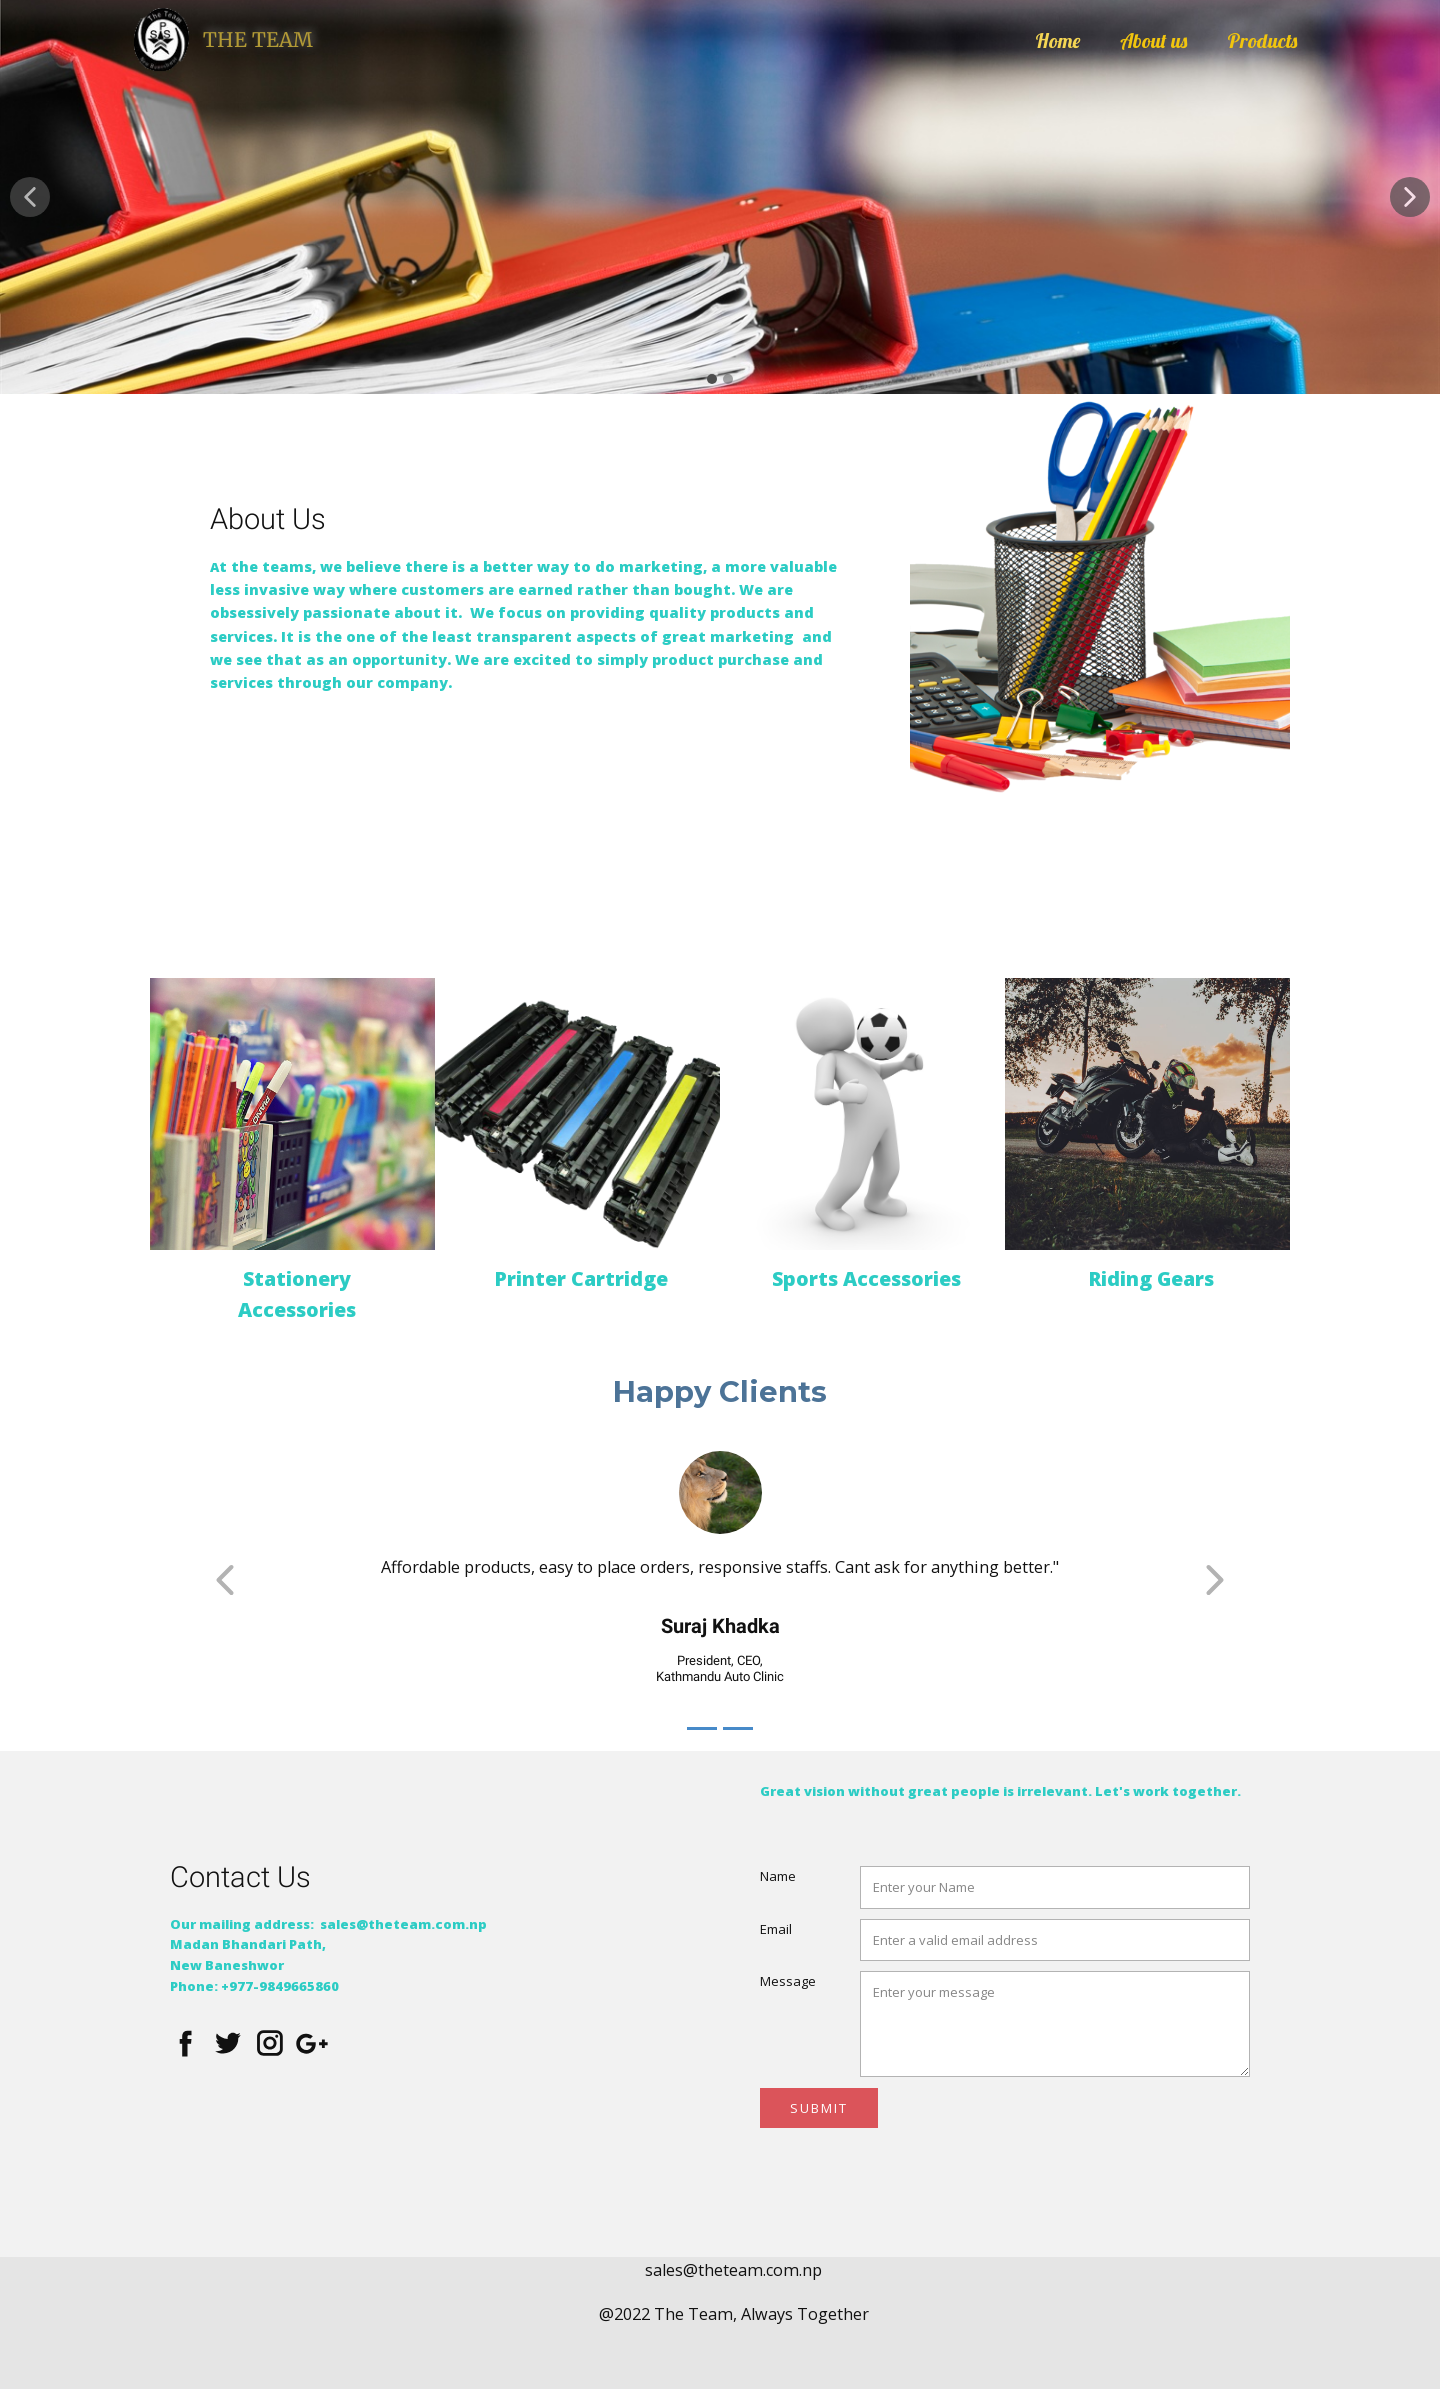 THE TEAM
Home
About us
Products
About Us
At the teams, we believe there is a better way to do marketing, a more valuable
less invasive way where customers are earned rather than bought. We are
obsessively passionate about it.  We focus on providing quality products and
services. It is the one of the least transparent aspects of great marketing  and
we see that as an opportunity. We are excited to simply product purchase and
services through our company.
Stationery
Accessories
Printer Cartridge
Sports Accessories
Riding Gears
Happy Clients
Affordable products, easy to place orders, responsive staffs. Cant ask for anything better."
Suraj Khadka
President, CEO,
Kathmandu Auto Clinic
Great vision without great people is irrelevant. Let's work together.
Contact Us
Our mailing address:  sales@theteam.com.np
Madan Bhandari Path,
New Baneshwor
Phone: +977-9849665860
Name
Enter your Name
Email
Enter a valid email address
Message
Enter your message
SUBMIT
sales@theteam.com.np
@2022 The Team, Always Together